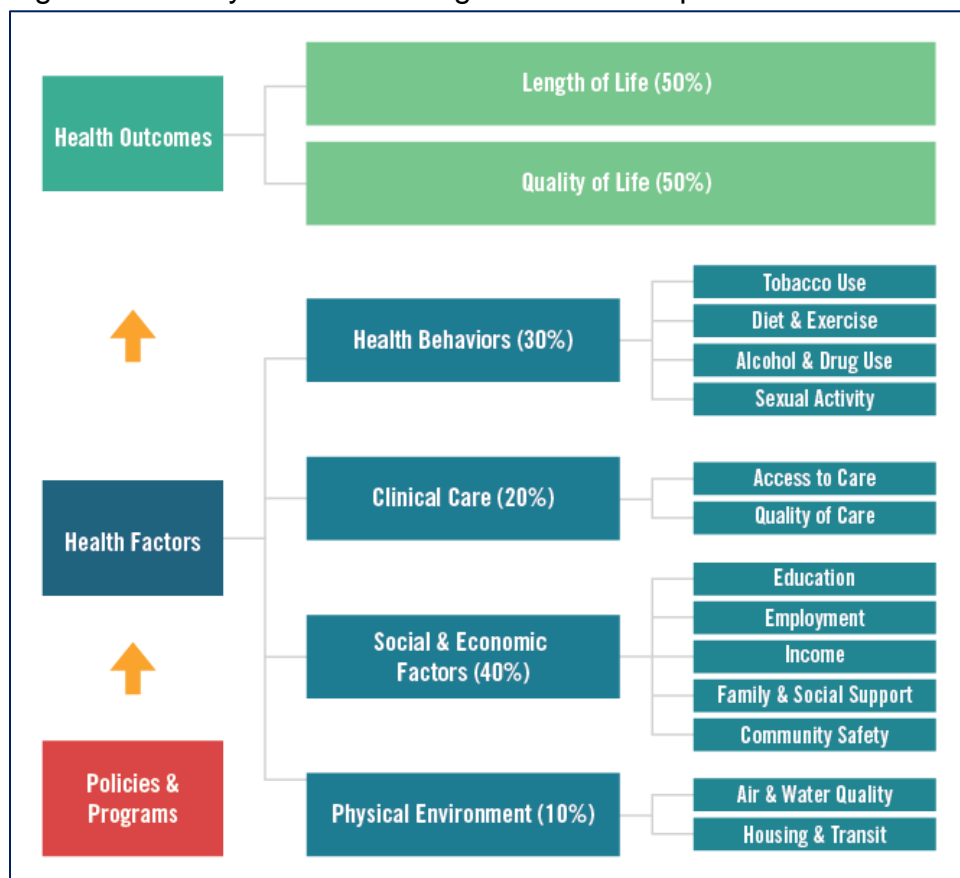 Length of Life (50%)
Health Outcomes
Quality of Life (50%)
Tobacco Use
Health Behaviors (30%)
Diet & Exercise
Alcohol & Drug Use
Sexual Activity
Clinical Care (20%)
Access to Care
Quality of Care
Health Factors
Social & Economic
Factors (40%)
Education
Employment
Income
Family & Social Support
Community Safety
Policies &
Programs
Physical Environment (10%)
Air & Water Quality
Housing & Transit